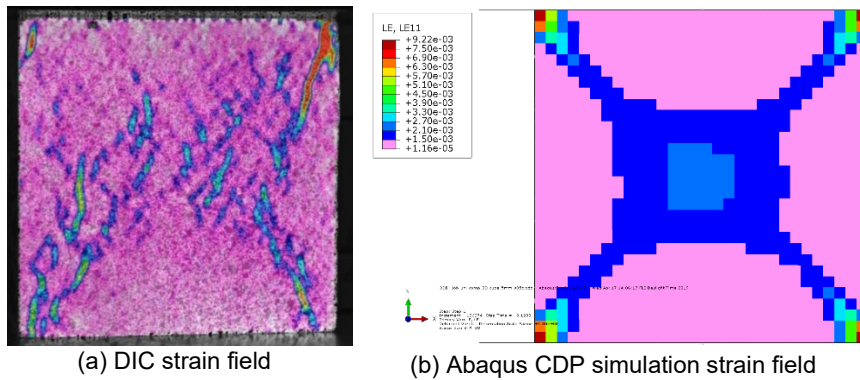 LE, LE11
+9.22e-03
+7.50e-03
+6.90e-03
+6.30e-03
+5.70e-03
+5.10e-03
+4.50e-03
+3.90e-03
+3.30e-03
+2.70e-03
+2.10e-03
+1.50e-03
+1.16e-05
X
(a) DIC strain field
(b) Abaqus CDP simulation strain field